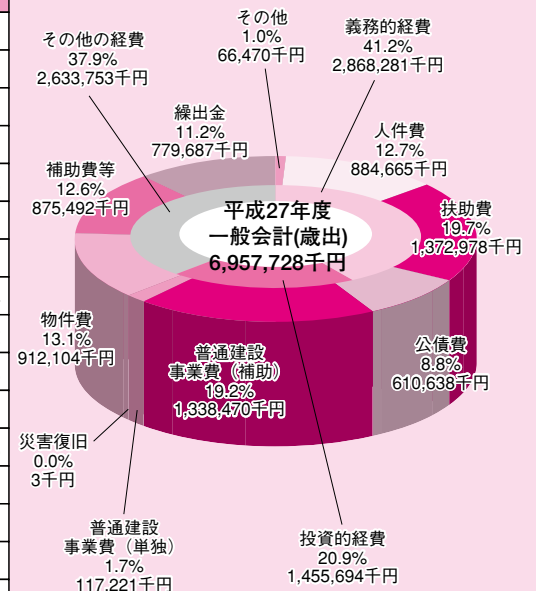 その他
1.0%
66,470千円
義務的経費
41.2%
2,868,281千円
その他の経費
37.9%
2,633,753千円
繰出金
11.2%
779,687千円
人件費
12.7%
884,665千円
補助費等
12.6%
875,492千円
扶助費
19.7%
1,372,978千円
平成27年度
一般会計(歳出)
6,957,728千円
物件費
13.1%
912,104千円
普通建設
事業費（補助）
19.2%
1,338,470千円
公債費
8.8%
610,638千円
災害復旧
0.0%
3千円
普通建設
事業費（単独）
1.7%
117,221千円
投資的経費
20.9%
1,455,694千円